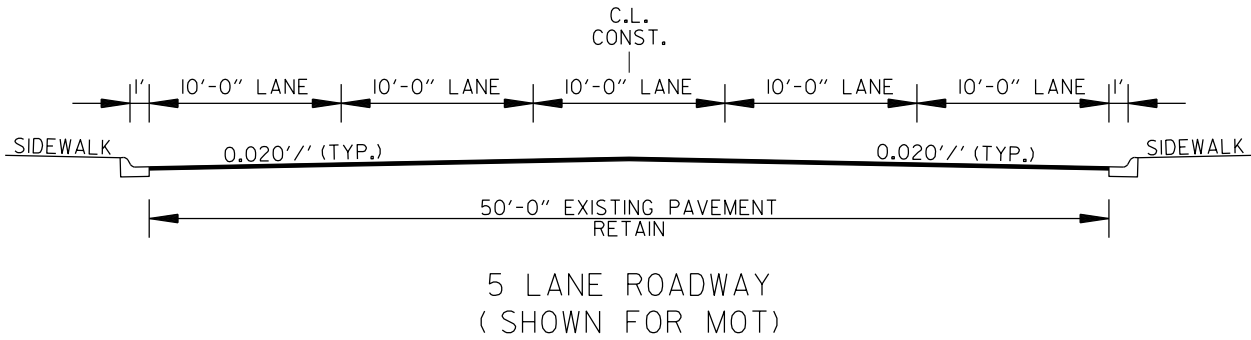 C.L.
CONST.
1' 10'-0" LANE 10'-0" LANE 10'-0" LANE 10'-0" LANE 10'-0" LANE 1'
SIDEWALK 0.020'/' (TYP.) 0.020'/' (TYP.) SIDEWALK
50'-0" EXISTING PAVEMENT
RETAIN
5 LANE ROADWAY
(SHOWN FOR MOT)